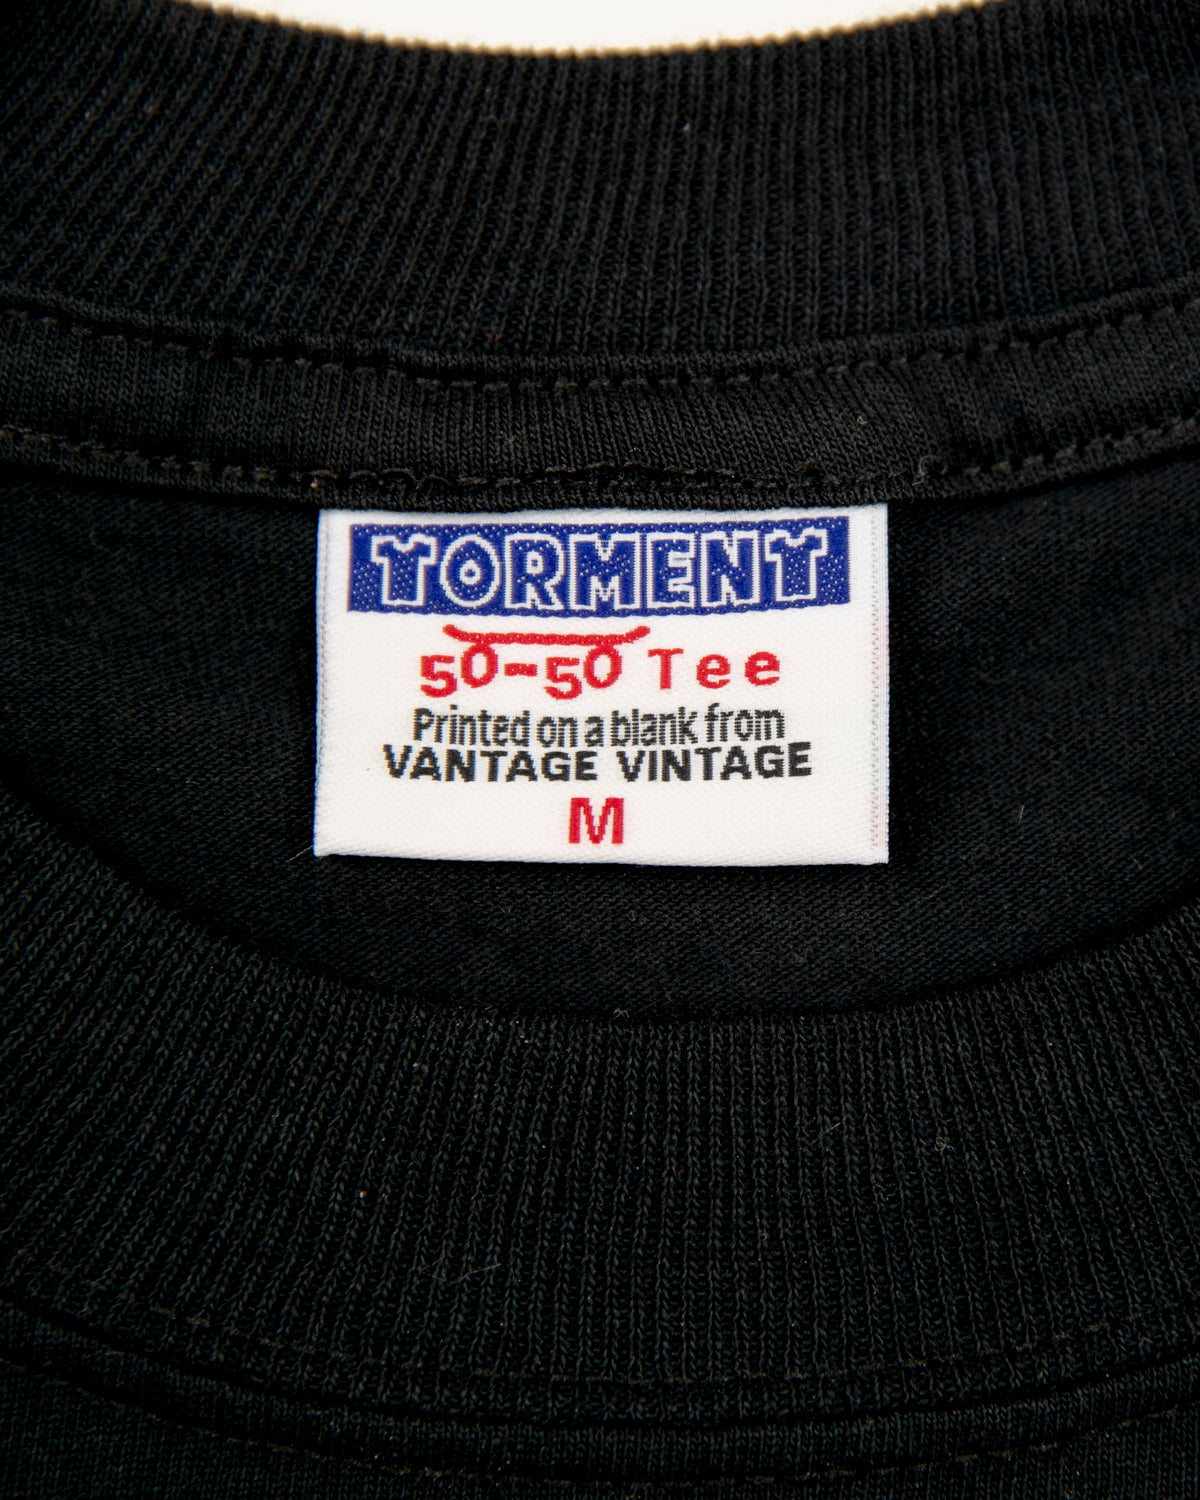 TORMENT
50-50 Tee
Printed on a blank from
VANTAGE VINTAGE
M